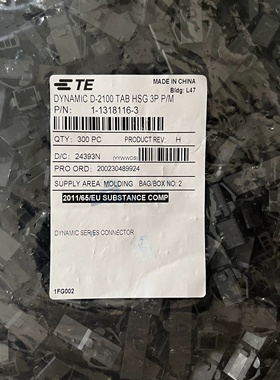 TE
MADE IN CHINA
Bldg: L47
DYNAMIC D-2100 TAB HSG 3P P/M
P/N: 1-1318116-3
QTY: 300 PC PRODUCT REV: H
D/C: 24393N (YYWWDS)
PRO ORD: 200230489924
SUPPLY AREA: MOLDING BAG/BOX NO: 2
2011/65/EU SUBSTANCE COMP
DYNAMIC SERIES CONNECTOR
1FG002